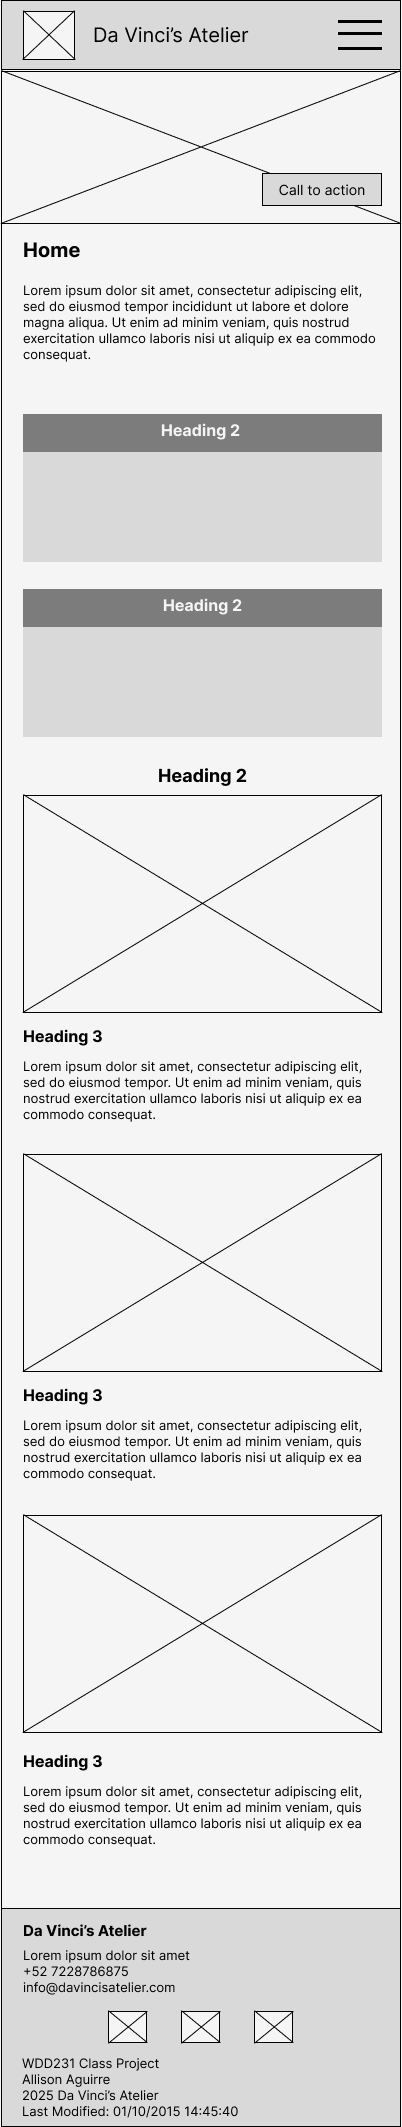 Da Vinci’s Atelier
Call to action
Home
Lorem ipsum dolor sit amet, consectetur adipiscing elit,
sed do eiusmod tempor incididunt ut labore et dolore
magna aliqua. Ut enim ad minim veniam, quis nostrud
exercitation ullamco laboris nisi ut aliquip ex ea commodo
consequat.
Heading 2
Heading 2
Heading 2
Heading 3
Lorem ipsum dolor sit amet, consectetur adipiscing elit,
sed do eiusmod tempor. Ut enim ad minim veniam, quis
nostrud exercitation ullamco laboris nisi ut aliquip ex ea
commodo consequat.
Heading 3
Lorem ipsum dolor sit amet, consectetur adipiscing elit,
sed do eiusmod tempor. Ut enim ad minim veniam, quis
nostrud exercitation ullamco laboris nisi ut aliquip ex ea
commodo consequat.
Heading 3
Lorem ipsum dolor sit amet, consectetur adipiscing elit,
sed do eiusmod tempor. Ut enim ad minim veniam, quis
nostrud exercitation ullamco laboris nisi ut aliquip ex ea
commodo consequat.
Da Vinci’s Atelier
Lorem ipsum dolor sit amet
+52 7228786875
info@davincisatelier.com
WDD231 Class Project
Allison Aguirre
2025 Da Vinci’s Atelier
Last Modified: 01/10/2015 14:45:40